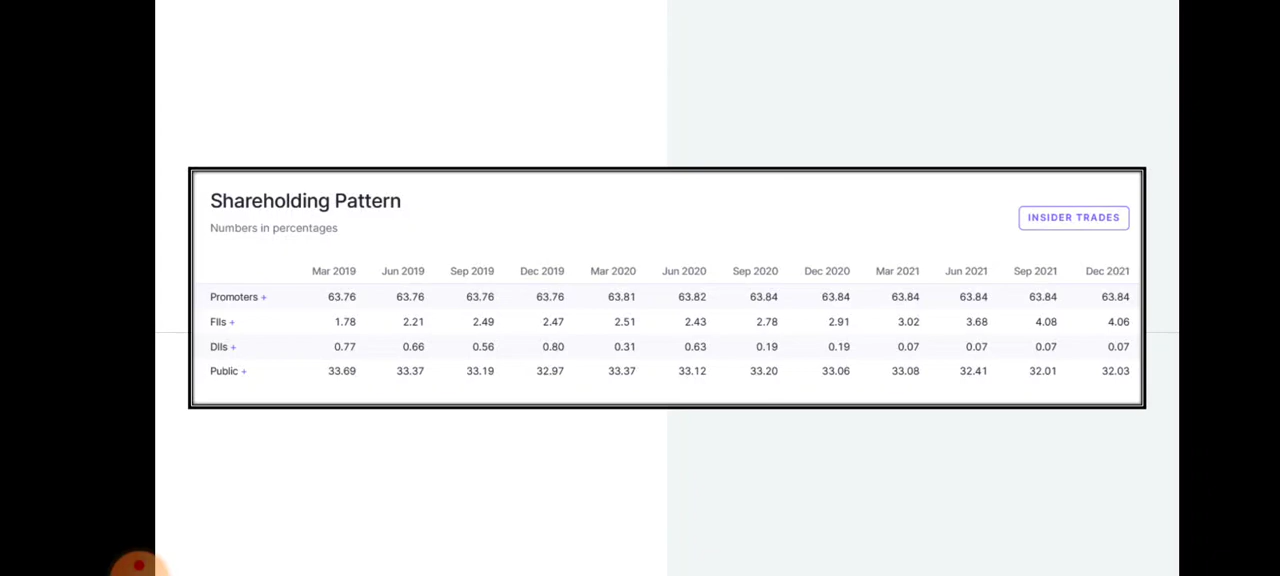 Shareholding Pattern
Numbers in percentages
INSIDER TRADES
Mar 2019 Jun 2019 Sep 2019 Dec 2019 Mar 2020 Jun 2020 Sep 2020 Dec 2020 Mar 2021 Jun 2021 Sep 2021 Dec 2021
Promoters + 63.76 63.76 63.76 63.76 63.81 63.82 63.84 63.84 63.84 63.84 63.84 63.84
FIIs + 1.78 2.21 2.49 2.47 2.51 2.43 2.78 2.91 3.02 3.68 4.08 4.06
DIIs + 0.77 0.66 0.56 0.80 0.31 0.63 0.19 0.19 0.07 0.07 0.07 0.07
Public + 33.69 33.37 33.19 32.97 33.37 33.12 33.20 33.06 33.08 32.41 32.01 32.03